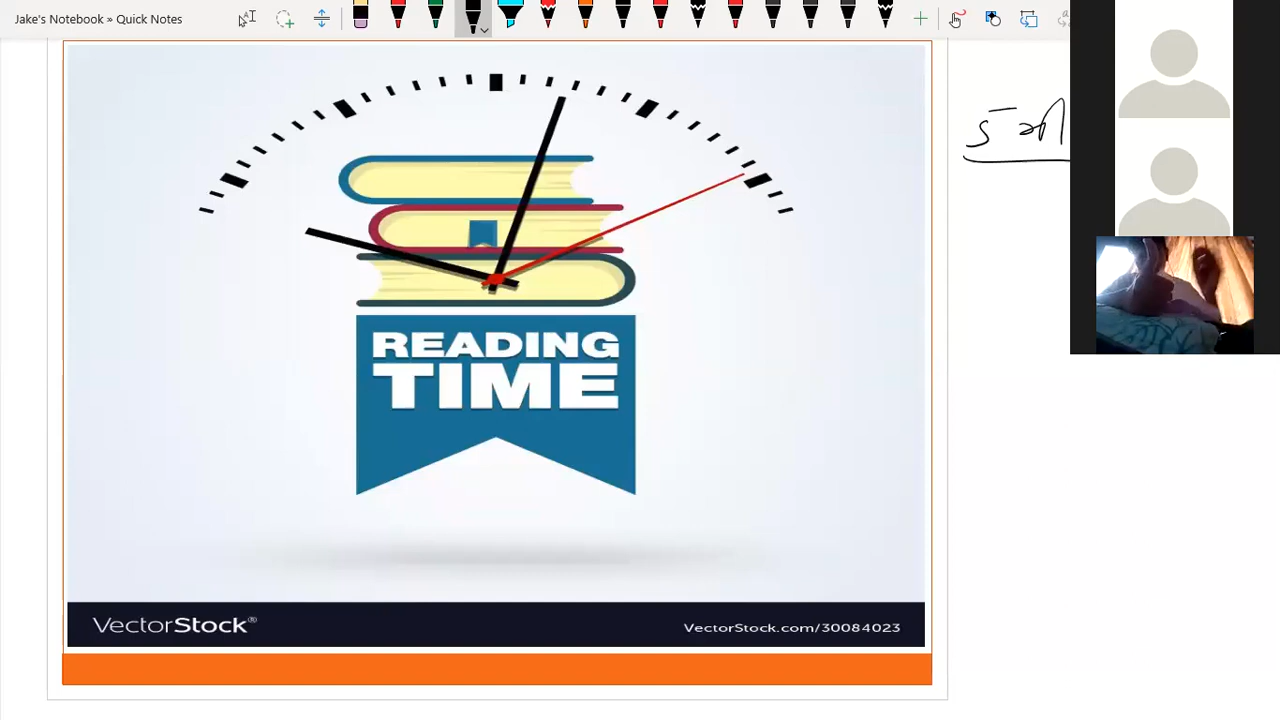 Jake's Notebook » Quick Notes
READING
TIME
VectorStock®
VectorStock.com/30084023